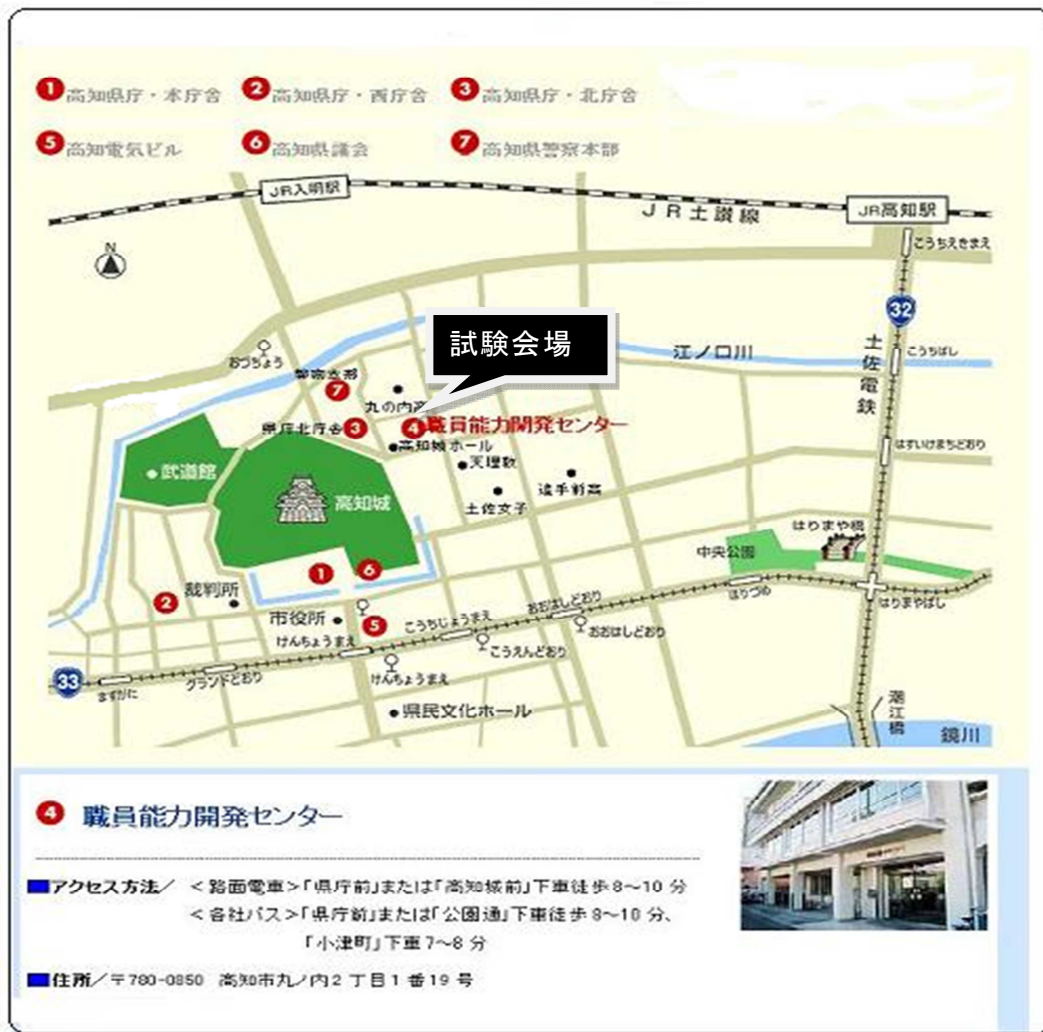 1 高知県庁・本庁舎 2 高知県庁・西庁舎 3 高知県庁・北庁舎
5 高知電気ビル 6 高知県議会 7 高知県警察本部
JR入明駅
JR土讃線
JR高知駅
こうちえきまえ
N
32
試験会場
江ノ口川
土佐電鉄
こうちばし
おづちょう
警察本部
7
丸の内高
県庁北庁舎 3
4 職員能力開発センター
高知城ホール
はすいけまちどおり
武道館
天理教
追手前高
高知城
土佐女子
はりまや橋
中央公園
1
6
裁判所
2
はりまやばし
おおはしどおり
市役所
5
こうちじょうまえ
けんちょうまえ
おおはしどおり
こうえんどおり
33
ますがた
グランドどおり
けんちょうまえ
県民文化ホール
潮江橋
鏡川
4 職員能力開発センター
アクセス方法/ <路面電車>「県庁前」または「高知城前」下車徒歩8~10 分
<各社バス>「県庁前」または「公園通」下車徒歩8~10 分、
「小津町」下車7~8 分
住所/〒780-0850 高知市丸ノ内2 丁目1 番19 号